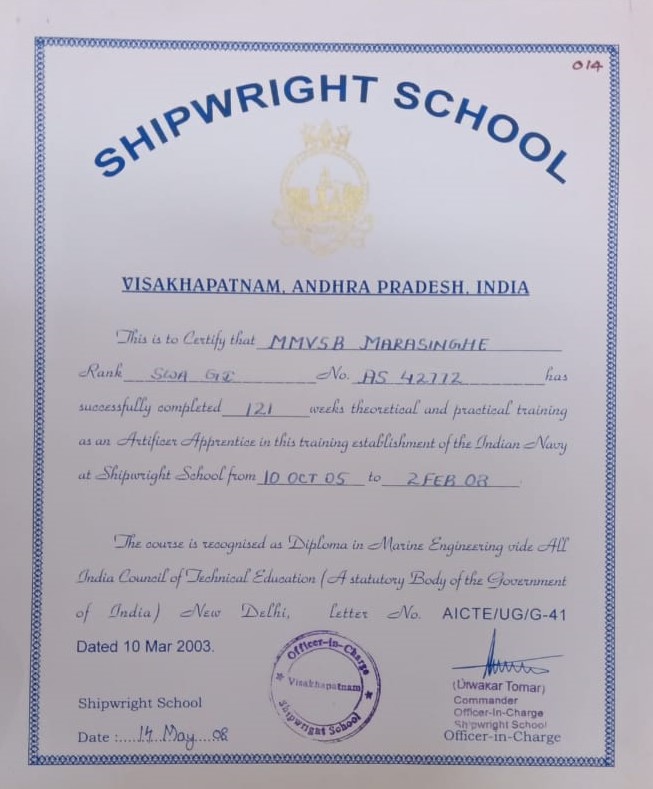 014
SHIPWRIGHT SCHOOL
VISAKHAPATNAM, ANDHRA PRADESH, INDIA
This is to Certify that MMVSB MARASINGHE
Rank SWA No. AS 42772 has
successfully completed 121 weeks theoretical and practical training
as an Artificer Apprentice in this training establishment of the Indian Navy
at Shipwright School from 10 OCT 05 to 2 FEB 08
The course is recognised as Diploma in Marine Engineering vide All
India Council of Technical Education (A statutory Body of the Government
of India) New Delhi, letter No. AICTE/UG/G-41
Dated 10 Mar 2003.
Officer-in-Charge
Visakhapatnam
Shipwright School
(Diwakar Tomar)
Commander
Officer-In-Charge
Shipwright School
Officer-in-Charge
Shipwright School
Date :.....14 May....08